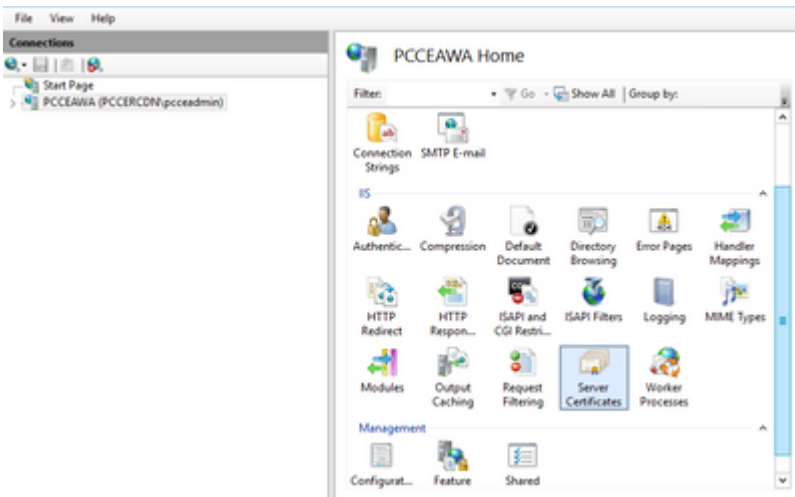 File View Help
Connections
Start Page
PCCEAWA (PCCERCDN\pcceadmin)
PCCEAWA Home
Filter: Go Show All Group by:
Connection Strings
SMTP E-mail
IIS
Authentic...
Compression
Default Document
Directory Browsing
Error Pages
Handler Mappings
HTTP Redirect
HTTP Respon...
ISAPI and CGI Restri...
ISAPI Filters
Logging
MIME Types
Modules
Output Caching
Request Filtering
Server Certificates
Worker Processes
Management
Configurat...
Feature
Shared